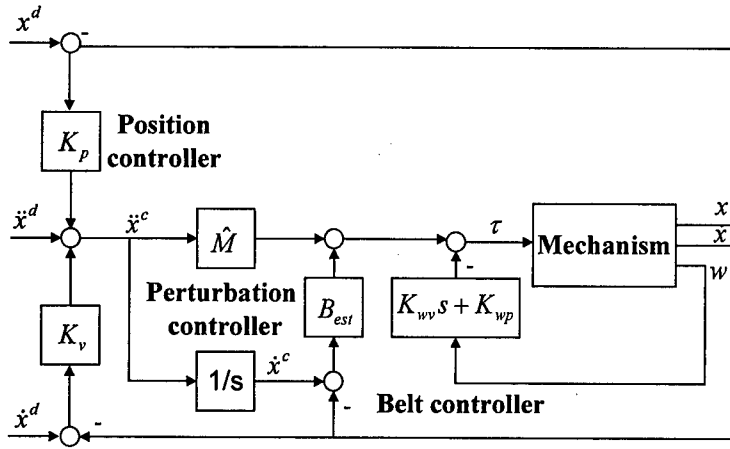 x^d
-
K_p
Position
controller
ẍ^d
ẍ^c
M̂
τ
Mechanism
x
ẋ
w
-
Perturbation
controller
B_est
K_wv s + K_wp
K_v
1/s
ẋ^c
-
Belt controller
ẋ^d
-